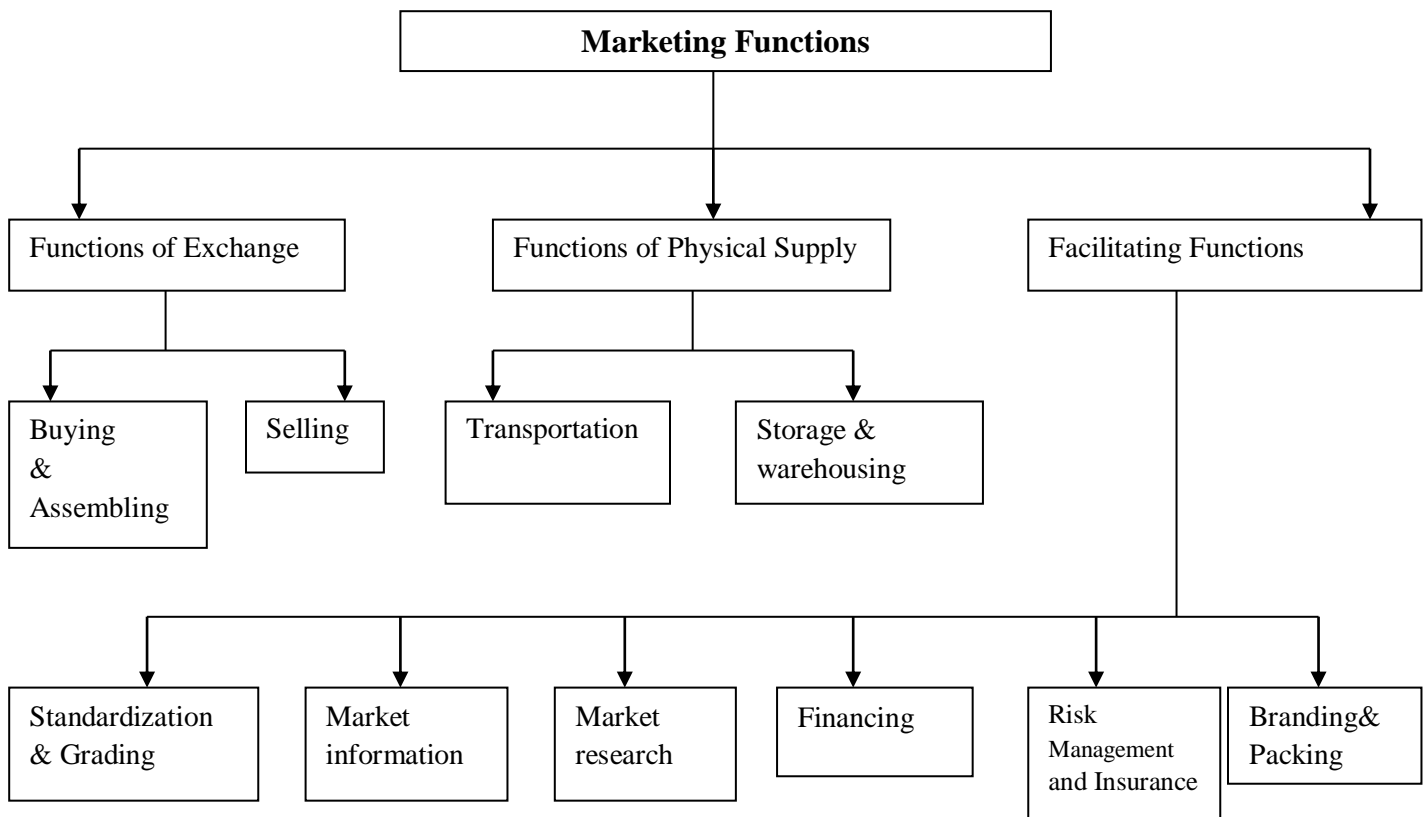 Marketing Functions
Functions of Exchange
Functions of Physical Supply
Facilitating Functions
Buying
&
Assembling
Selling
Transportation
Storage &
warehousing
Standardization
& Grading
Market
information
Market
research
Financing
Risk
Management
and Insurance
Branding&
Packing